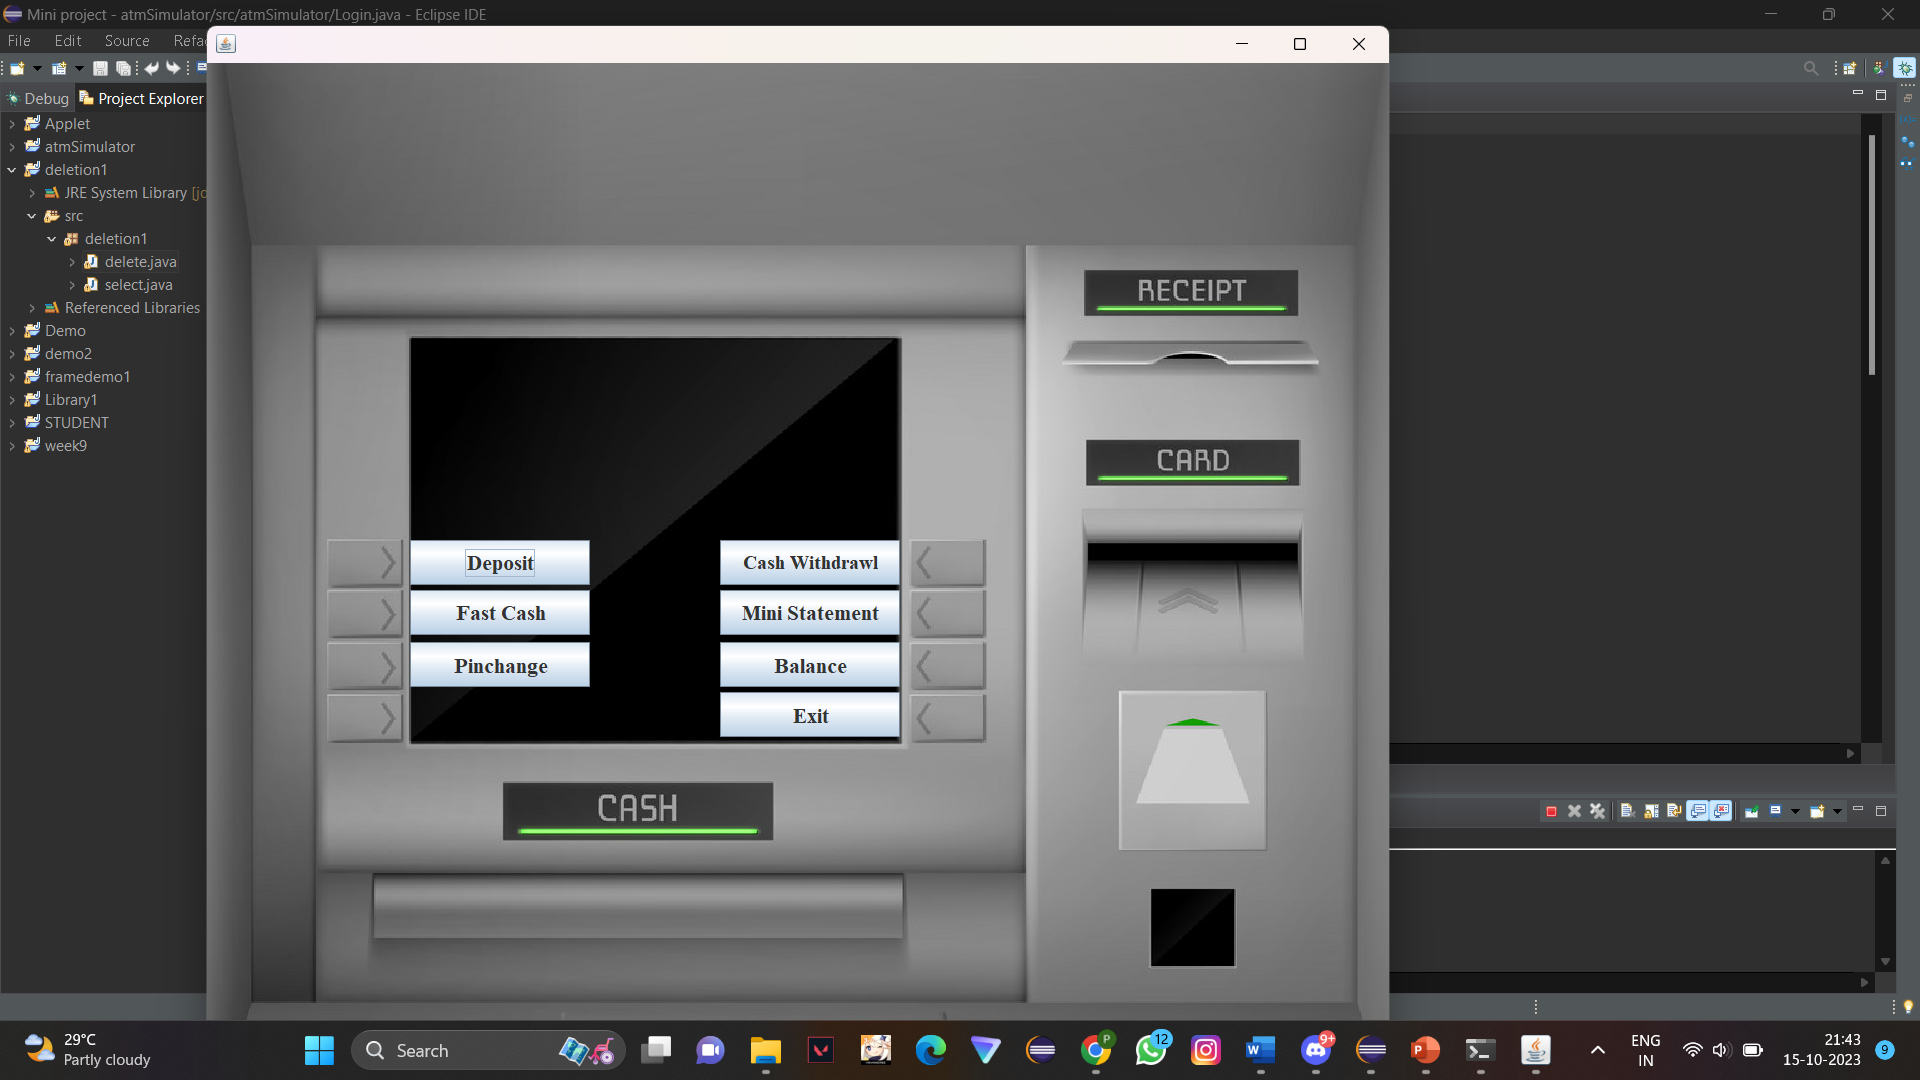 Mini project - atmSimulator/src/atmSimulator/Login.java - Eclipse IDE
File Edit Source Refa
Debug Project Explorer
Applet
atmSimulator
deletion1
JRE System Library [jc
src
deletion1
delete.java
select.java
Referenced Libraries
Demo
demo2
framedemo1
Library1
STUDENT
week9
RECEIPT
CARD
Deposit Cash Withdrawl
Fast Cash Mini Statement
Pinchange Balance
Exit
CASH
29°C
Partly cloudy
Search
P
12
9+
ENG
IN
21:43
15-10-2023
9